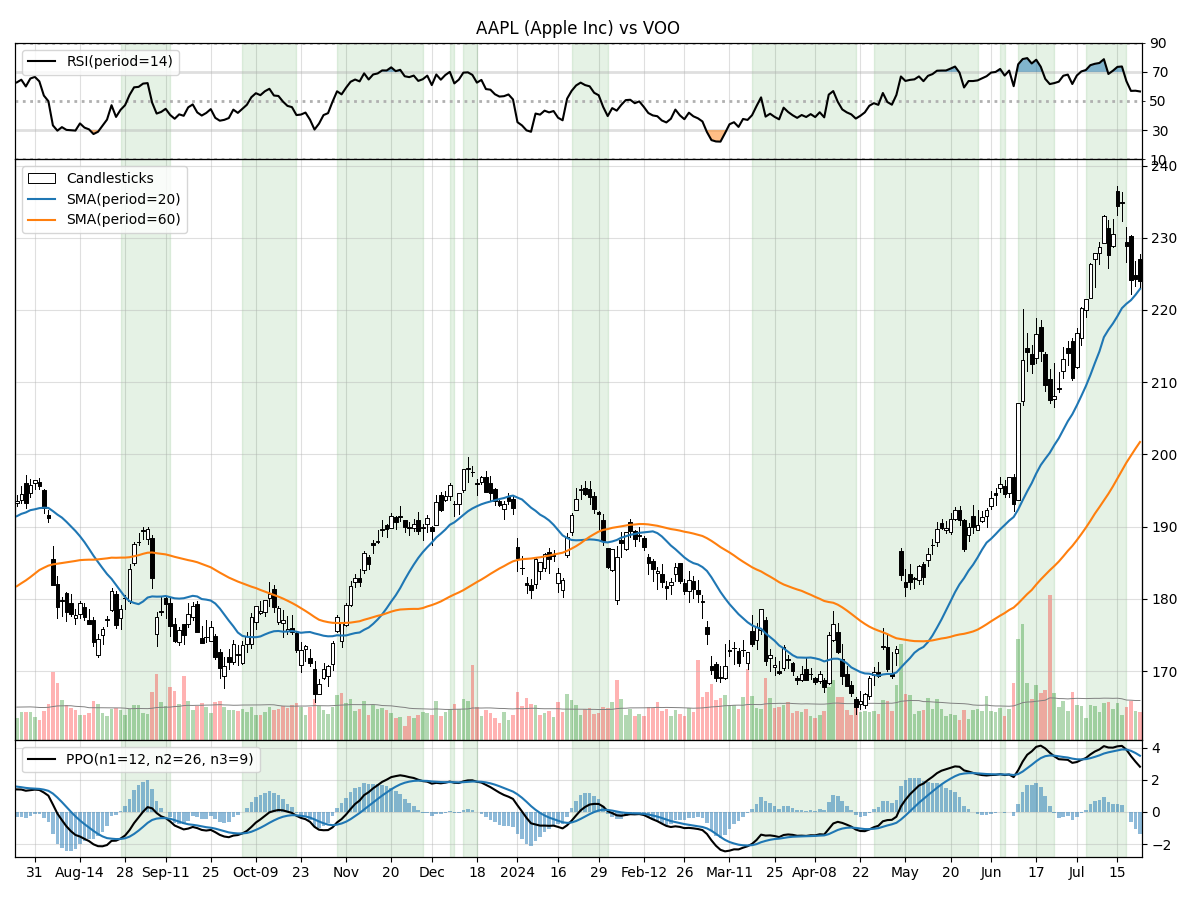 AAPL (Apple Inc) vs VOO
RSI(period=14)
90
70
50
30
10
Candlesticks
SMA(period=20)
SMA(period=60)
240
230
220
210
200
190
180
170
PPO(n1=12, n2=26, n3=9)
4
2
0
−2
31 Aug-14 28 Sep-11 25 Oct-09 23 Nov 20 Dec 18 2024 16 29 Feb-12 26 Mar-11 25 Apr-08 22 May 20 Jun 17 Jul 15